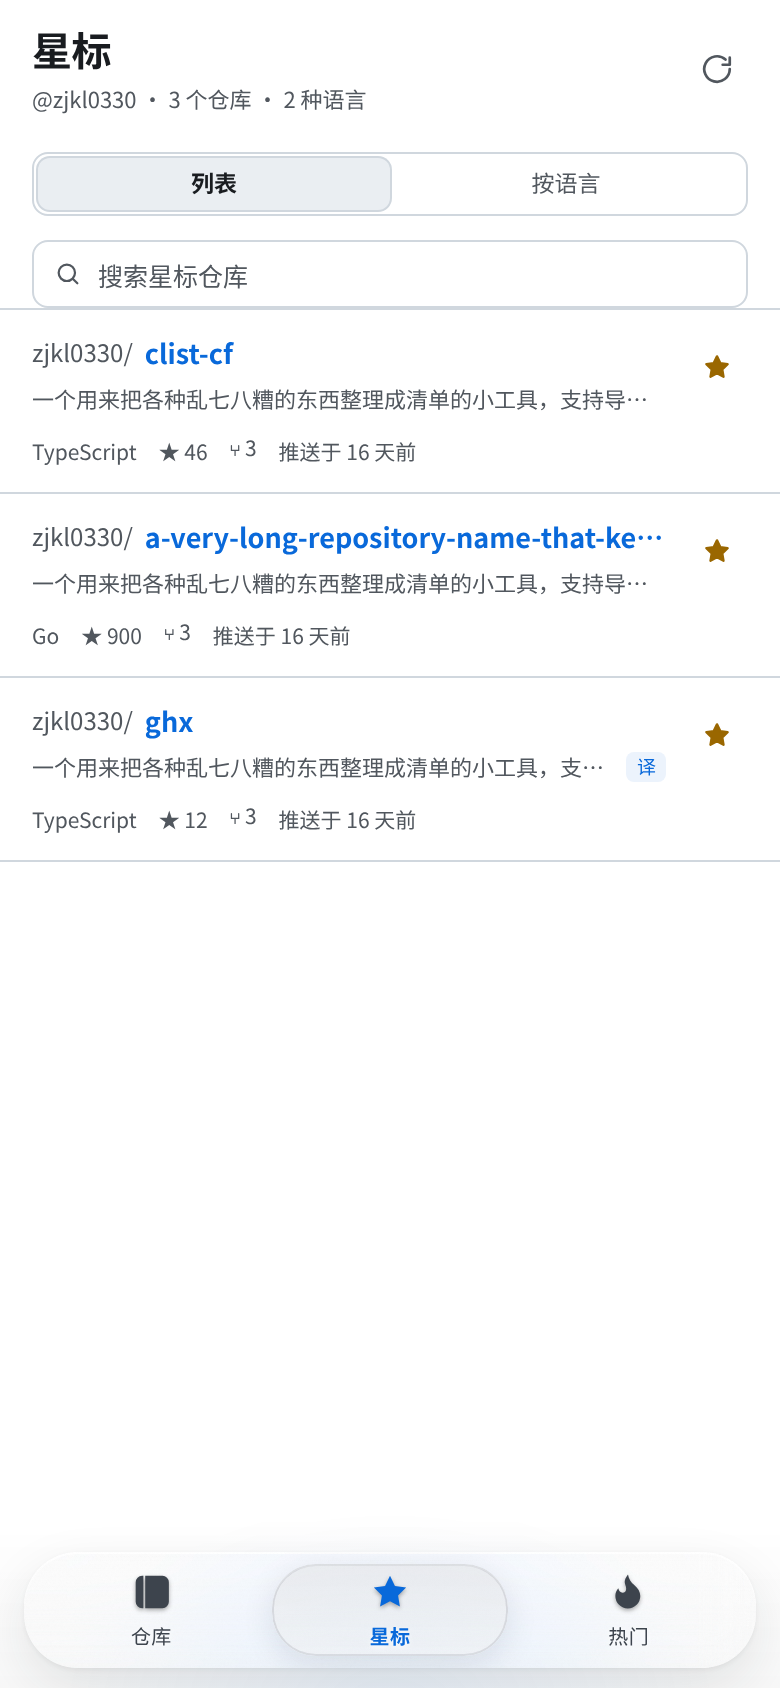 星标
@zjkl0330 • 3 个仓库 • 2 种语言
列表 按语言
搜索星标仓库
zjkl0330/ clist-cf
一个用来把各种乱七八糟的东西整理成清单的小工具，支持导…
TypeScript ★ 46 ⑂ 3 推送于 16 天前
zjkl0330/ a-very-long-repository-name-that-ke…
一个用来把各种乱七八糟的东西整理成清单的小工具，支持导…
Go ★ 900 ⑂ 3 推送于 16 天前
zjkl0330/ ghx
一个用来把各种乱七八糟的东西整理成清单的小工具，支… 译
TypeScript ★ 12 ⑂ 3 推送于 16 天前
仓库 星标 热门